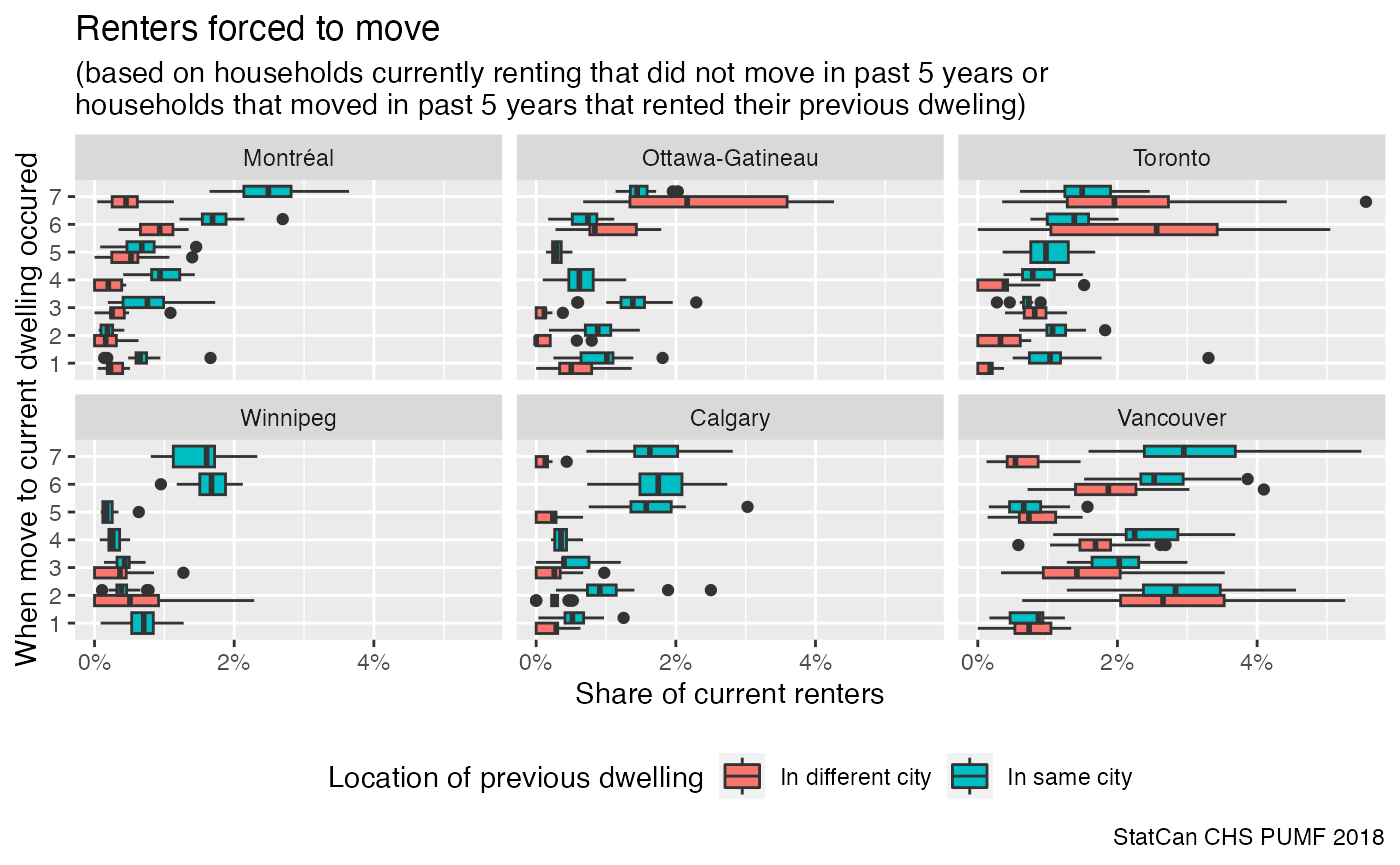 Renters forced to move
(based on households currently renting that did not move in past 5 years or
households that moved in past 5 years that rented their previous dweling)
When move to current dwelling occured
Montréal
Ottawa-Gatineau
Toronto
7
6
5
4
3
2
1
Winnipeg
Calgary
Vancouver
7
6
5
4
3
2
1
0% 2% 4% 0% 2% 4% 0% 2% 4%
Share of current renters
Location of previous dwelling In different city In same city
StatCan CHS PUMF 2018